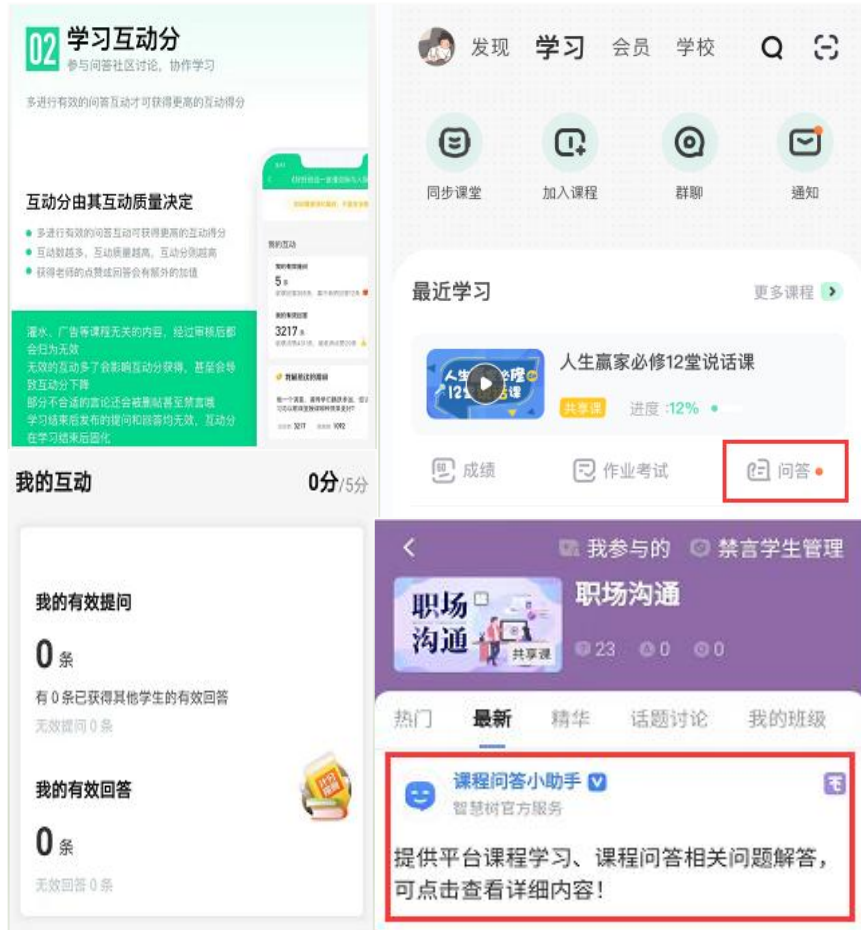 02 学习互动分
参与问答社区讨论，协作学习
多进行有效的问答互动才可获得更高的互动得分
互动分由其互动质量决定
多进行有效的问答互动可获得更高的互动得分
互动数越多，互动质量越高，互动分则越高
获得老师的点赞或回答会有额外的加值
灌水、广告等课程无关的内容，经过审核后都
会归为无效
无效的互动多了会影响互动分获得，甚至会导
致互动分下降
部分不合适的言论还会被删帖甚至禁言哦
学习结束后发布的提问和回答均无效，互动分
在学习结束后固化
我的互动
我的有效提问
5 条
我的有效回答
3217 条
发现 学习 会员 学校
同步课堂 加入课程 群聊 通知
最近学习 更多课程
人生赢家必修12堂说话课
共享课 进度 :12%
成绩 作业考试 问答
我的互动 0分/5分
我的有效提问
0 条
有 0 条已获得其他学生的有效回答
无效提问 0 条
我的有效回答
0 条
无效回答 0 条
我参与的 禁言学生管理
职场
沟通
共享课
职场沟通
23 0 0
热门 最新 精华 话题讨论 我的班级
课程问答小助手
智慧树官方服务
提供平台课程学习、课程问答相关问题解答，
可点击查看详细内容！